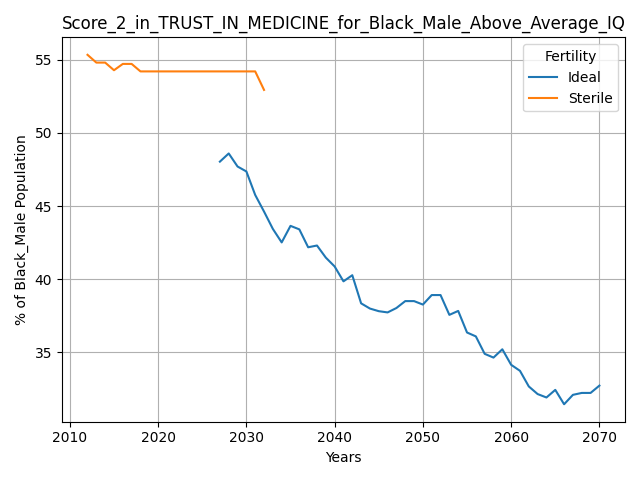 Score_2_in_TRUST_IN_MEDICINE_for_Black_Male_Above_Average_IQ
Fertility
Ideal
Sterile
% of Black_Male Population
55
50
45
40
35
2010 2020 2030 2040 2050 2060 2070
Years